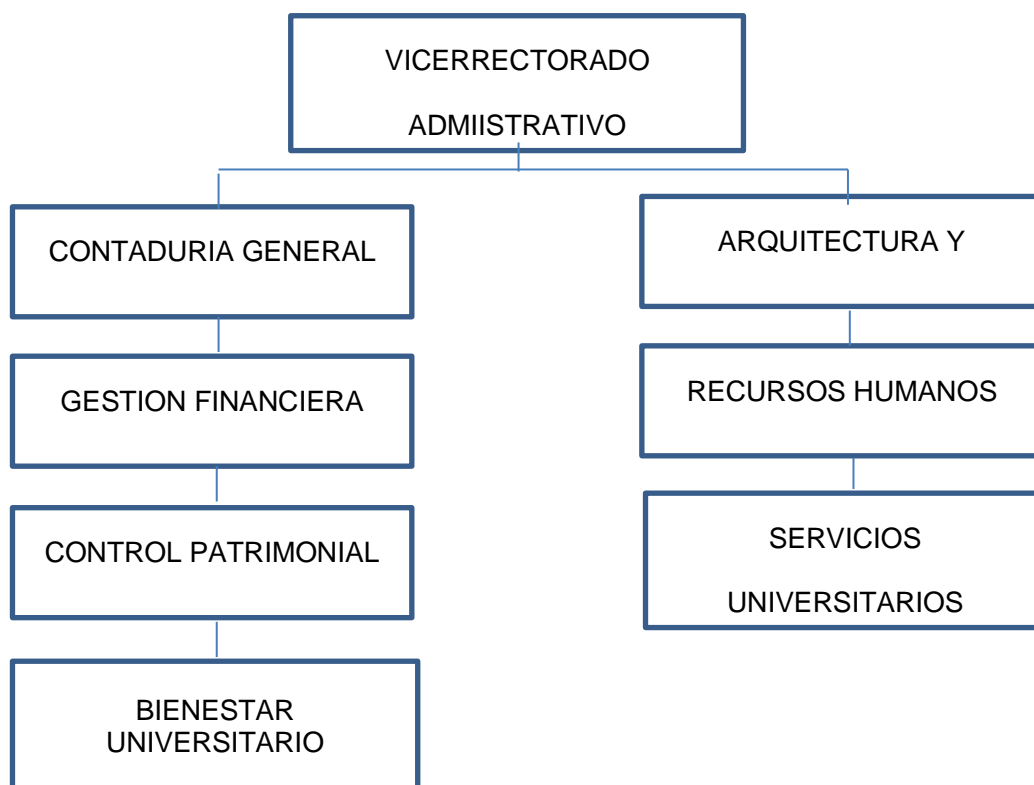 VICERRECTORADO
ADMIISTRATIVO
CONTADURIA GENERAL
GESTION FINANCIERA
CONTROL PATRIMONIAL
BIENESTAR
UNIVERSITARIO
ARQUITECTURA Y
RECURSOS HUMANOS
SERVICIOS
UNIVERSITARIOS